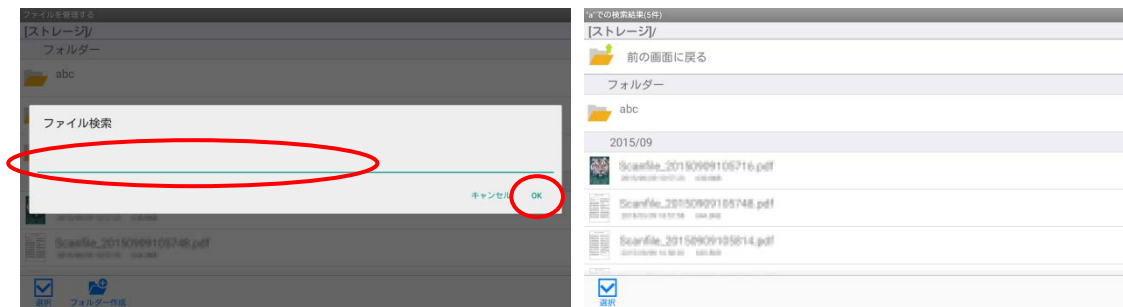 ファイルを管理する
[ストレージ]/
フォルダー
abc
ファイル検索
キャンセル OK
Scanfile_20150909105748.pdf
選択 フォルダー作成
"a"での検索結果(5件)
[ストレージ]/
前の画面に戻る
フォルダー
abc
2015/09
Scanfile_20150909105716.pdf
Scanfile_20150909105748.pdf
Scanfile_20150909105814.pdf
選択